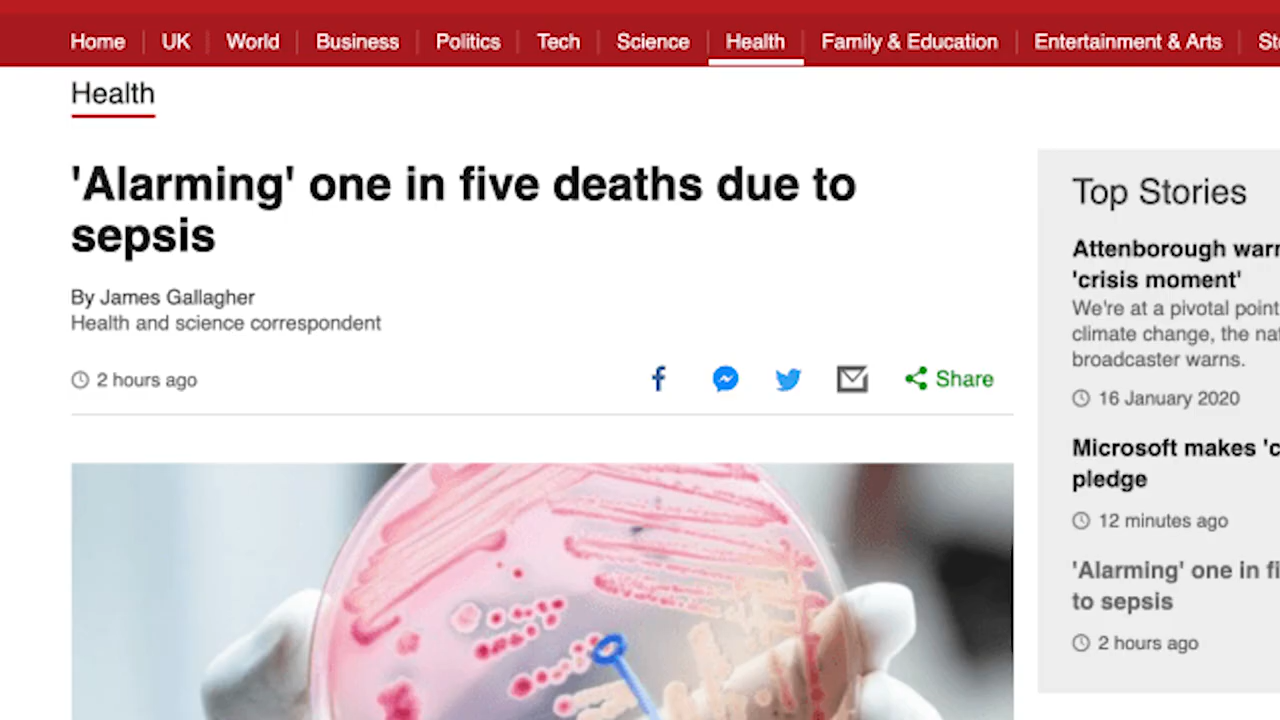 Home UK World Business Politics Tech Science Health Family & Education Entertainment & Arts
Health
'Alarming' one in five deaths due to
sepsis
By James Gallagher
Health and science correspondent
2 hours ago
Share
Top Stories
Attenborough
'crisis moment'
We're at a pivotal point
climate change, the
broadcaster warns.
16 January 2020
Microsoft makes
pledge
12 minutes ago
'Alarming' one in
to sepsis
2 hours ago